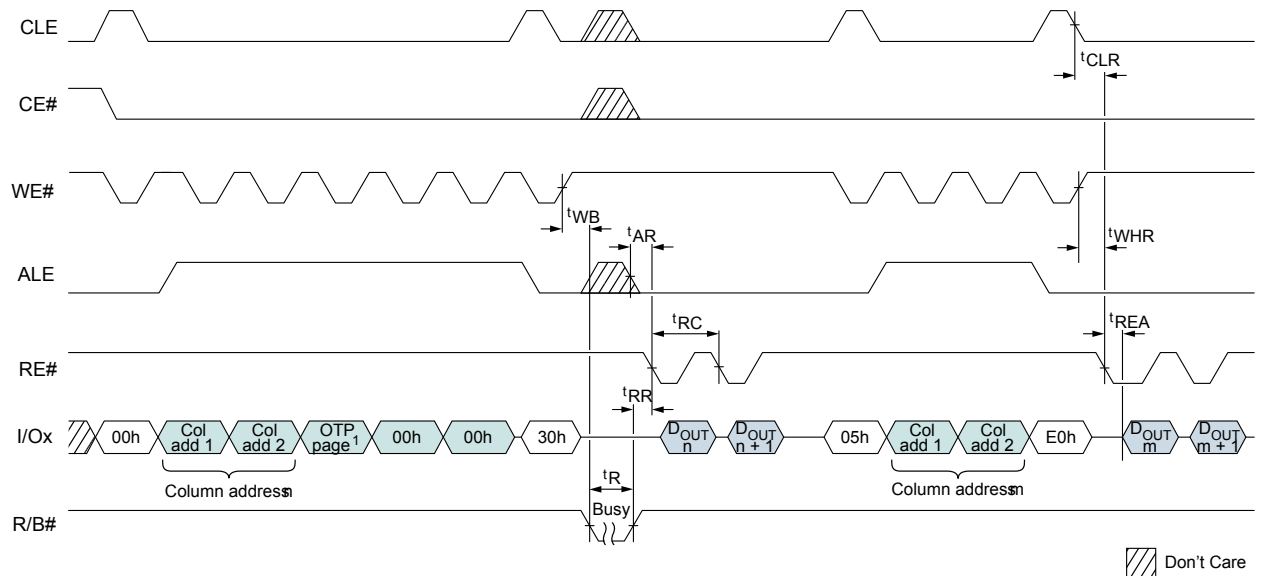 CLE
tCLR
CE#
WE#
tWB
tAR
tWHR
ALE
tRC
tREA
RE#
tRR
I/Ox
00h
Col
add 1
Col
add 2
OTP
page1
00h
00h
30h
DOUT
n
DOUT
n + 1
05h
Col
add 1
Col
add 2
E0h
DOUT
m
DOUT
m + 1
Column address n
tR
Column address m
R/B#
Busy
Don't Care